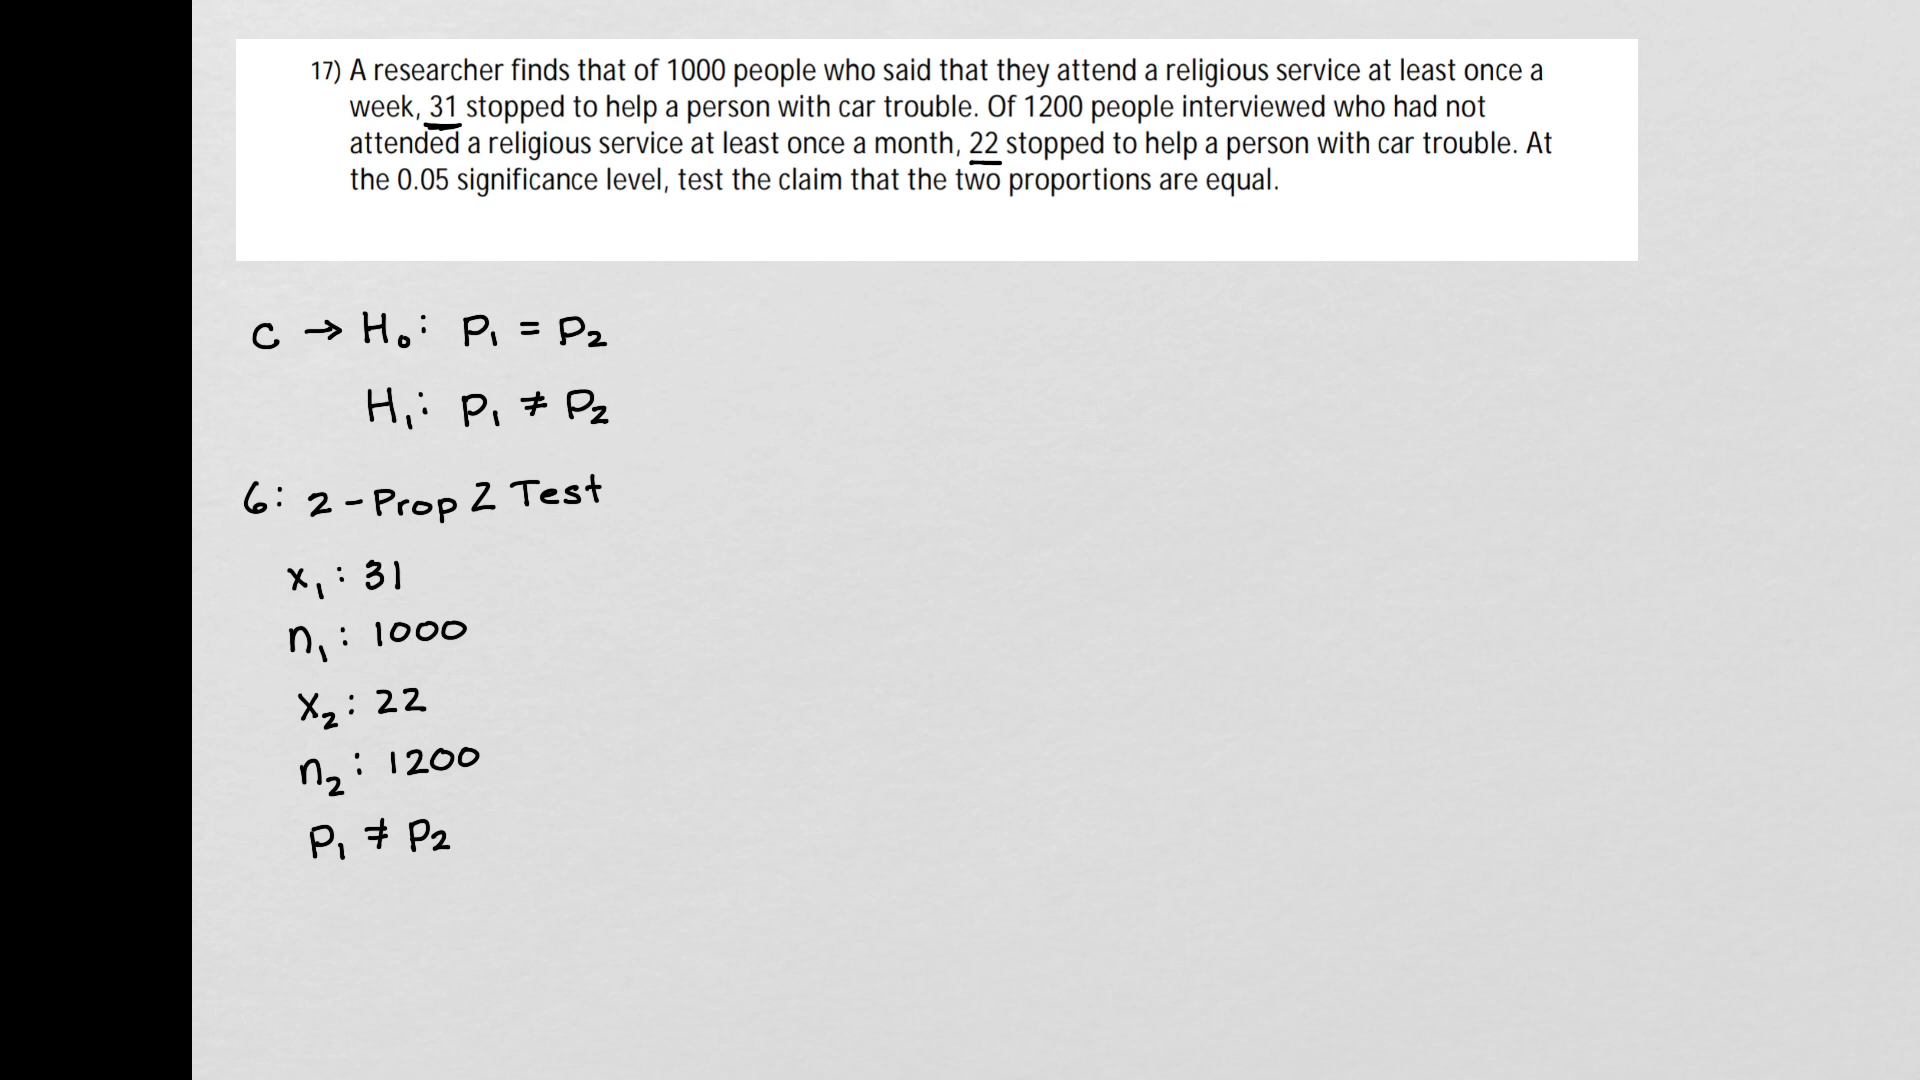 17) A researcher finds that of 1000 people who said that they attend a religious service at least once a
week, 31 stopped to help a person with car trouble. Of 1200 people interviewed who had not
attended a religious service at least once a month, 22 stopped to help a person with car trouble. At
the 0.05 significance level, test the claim that the two proportions are equal.
C → H₀: P₁ = P₂
H₁: P₁ ≠ P₂
6: 2-Prop Z Test
x₁: 31
n₁: 1000
x₂: 22
n₂: 1200
P₁ ≠ P₂